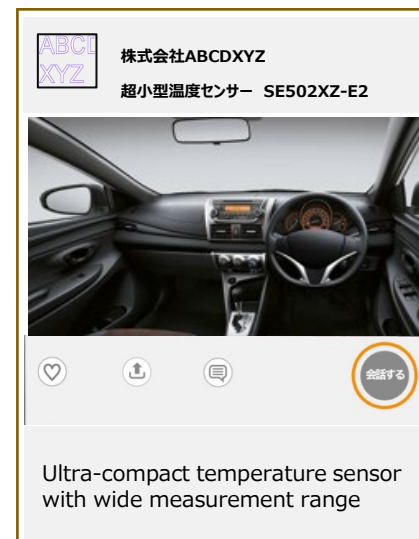 ABCD
XYZ
株式会社ABCDXYZ
超小型温度センサー SE502XZ-E2
会話する
Ultra-compact temperature sensor
with wide measurement range